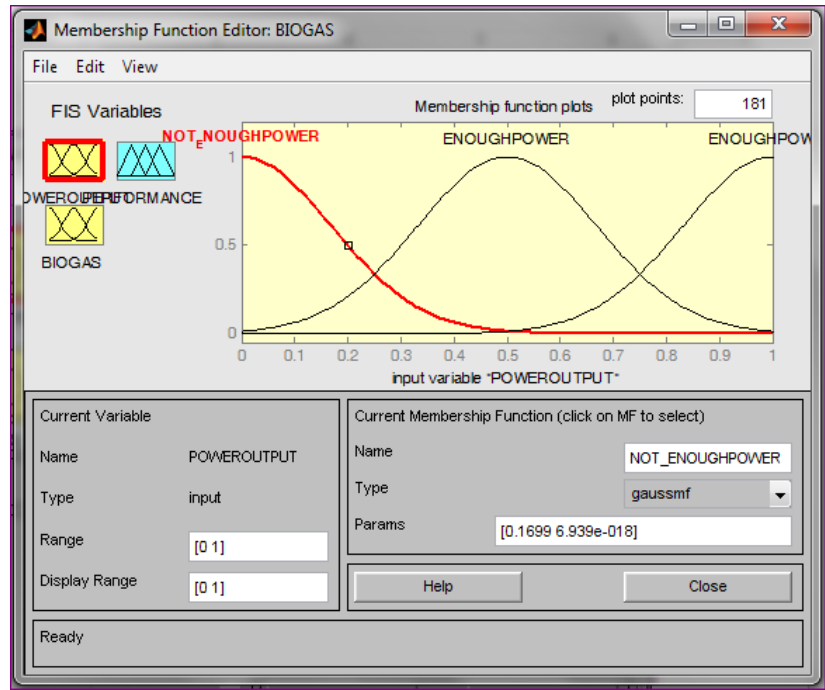 Membership Function Editor: BIOGAS
File Edit View
FIS Variables
Membership function plots
plot points:
181
NOT_ENOUGHPOWER
ENOUGHPOWER
ENOUGHPOW
POWEROUTPUT
PERFORMANCE
BIOGAS
1
0.5
0
0 0.1 0.2 0.3 0.4 0.5 0.6 0.7 0.8 0.9 1
input variable "POWEROUTPUT"
Current Variable
Name POWEROUTPUT
Type input
Range [0 1]
Display Range [0 1]
Current Membership Function (click on MF to select)
Name NOT_ENOUGHPOWER
Type gaussmf
Params [0.1699 6.939e-018]
Help Close
Ready